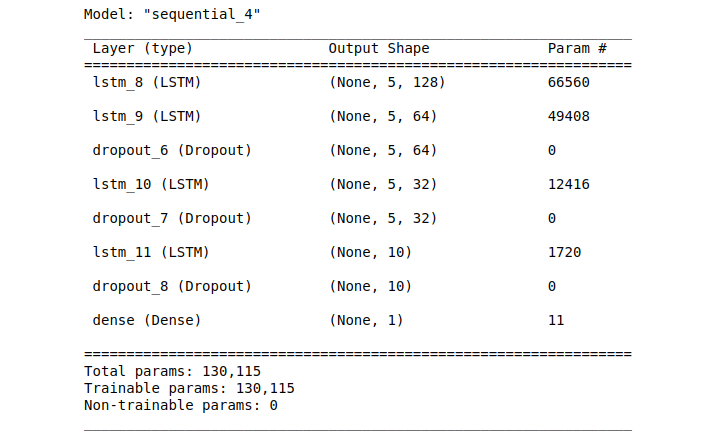 Model: "sequential_4"
_________________________________________________________________
 Layer (type)                Output Shape              Param #
=================================================================
 lstm_8 (LSTM)               (None, 5, 128)            66560
 lstm_9 (LSTM)               (None, 5, 64)             49408
 dropout_6 (Dropout)         (None, 5, 64)             0
 lstm_10 (LSTM)              (None, 5, 32)             12416
 dropout_7 (Dropout)         (None, 5, 32)             0
 lstm_11 (LSTM)              (None, 10)                1720
 dropout_8 (Dropout)         (None, 10)                0
 dense (Dense)               (None, 1)                 11
=================================================================
Total params: 130,115
Trainable params: 130,115
Non-trainable params: 0
_________________________________________________________________